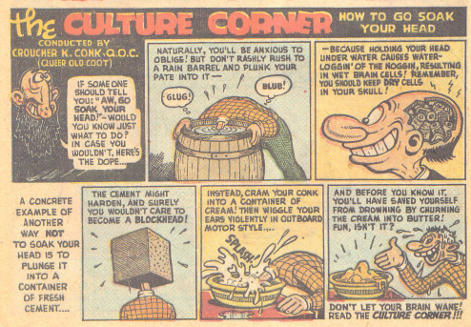 the CULTURE CORNER
HOW TO GO SOAK
YOUR HEAD
CONDUCTED BY
CROUCHER K. CONK Q.O.C.
(QUEER OLD COOT)
IF SOME ONE
SHOULD TELL
YOU: "AW, GO
SOAK YOUR
HEAD!"- WOULD
YOU KNOW JUST
WHAT TO DO?
IN CASE YOU
WOULDN'T, HERE'S
THE DOPE...
NATURALLY, YOU'LL BE ANXIOUS TO
OBLIGE! BUT DON'T RASHLY RUSH TO
A RAIN BARREL AND PLUNK YOUR
PATE INTO IT—
GLUG!
BLUB!
—BECAUSE HOLDING YOUR HEAD
UNDER WATER CAUSES WATER-
LOGGIN' OF THE NOGGIN, RESULTING
IN WET BRAIN CELLS! REMEMBER,
YOU SHOULD KEEP DRY CELLS
IN YOUR SKULL!
A CONCRETE
EXAMPLE OF
ANOTHER
WAY NOT
TO SOAK YOUR
HEAD IS TO
PLUNGE IT
INTO A
CONTAINER
OF FRESH
CEMENT....
THE CEMENT MIGHT
HARDEN, AND SURELY
YOU WOULDN'T CARE TO
BECOME A BLOCKHEAD!
INSTEAD, CRAM YOUR CONK
INTO A CONTAINER OF
CREAM! THEN WIGGLE YOUR
EARS VIOLENTLY IN OUTBOARD
MOTOR STYLE....
SPLASH!
AND BEFORE YOU KNOW IT,
YOU'LL HAVE SAVED YOURSELF
FROM DROWNING BY CHURNING
THE CREAM INTO BUTTER!
FUN, ISN'T IT?
DON'T LET YOUR BRAIN WANE!
READ THE CULTURE CORNER!!!